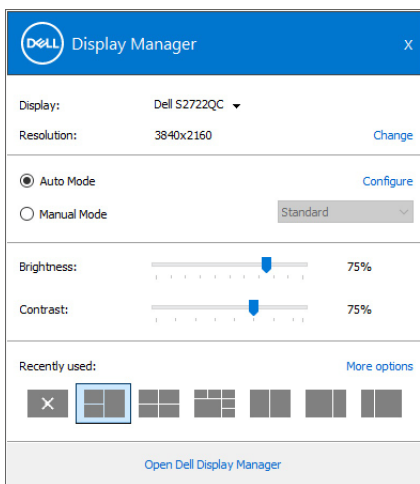 DELL Display Manager X
Display: Dell S2722QC
Resolution: 3840x2160 Change
Auto Mode Configure
Manual Mode Standard
Brightness: 75%
Contrast: 75%
Recently used: More options
Open Dell Display Manager